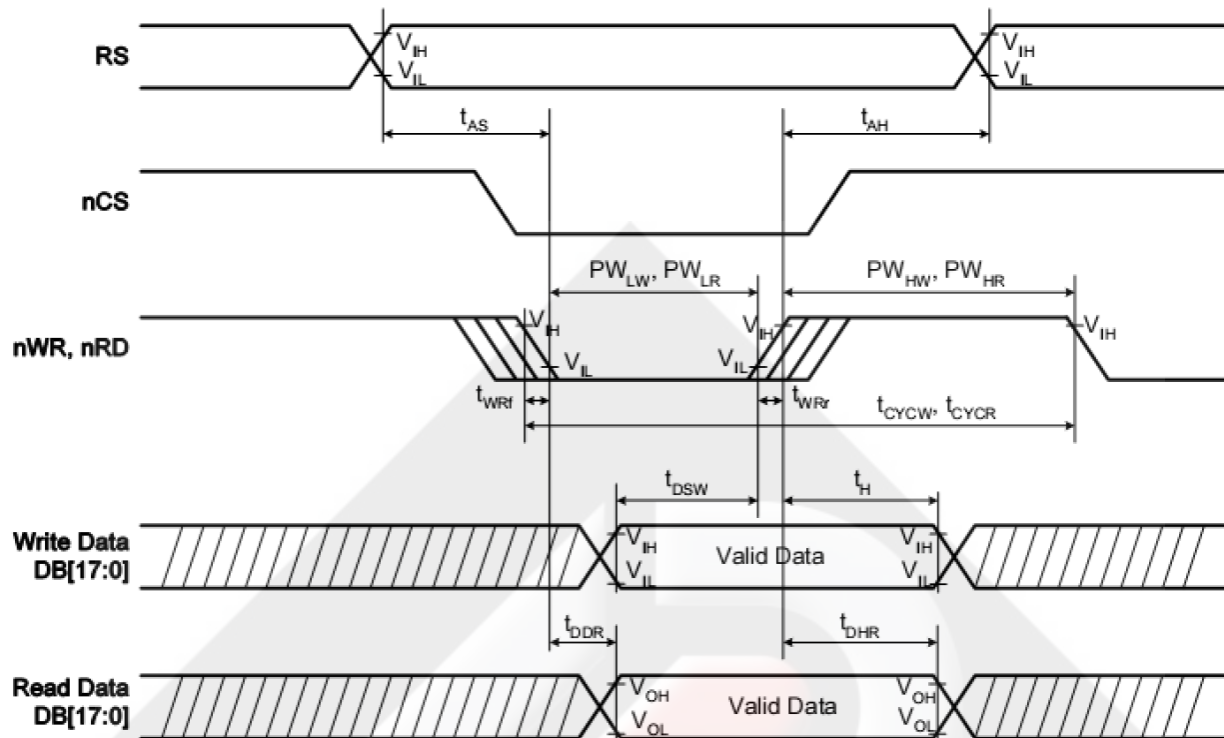 RS
V_IH
V_IL
V_IH
V_IL
t_AS
t_AH
nCS
PW_LW, PW_LR
PW_HW, PW_HR
nWR, nRD
V_IH
V_IL
V_IH
V_IL
V_IH
t_WRf
t_WRr
t_CYCW, t_CYCR
t_DSW
t_H
Write Data
DB[17:0]
V_IH
V_IL
Valid Data
V_IH
V_IL
t_DDR
t_DHR
Read Data
DB[17:0]
V_OH
V_OL
Valid Data
V_OH
V_OL